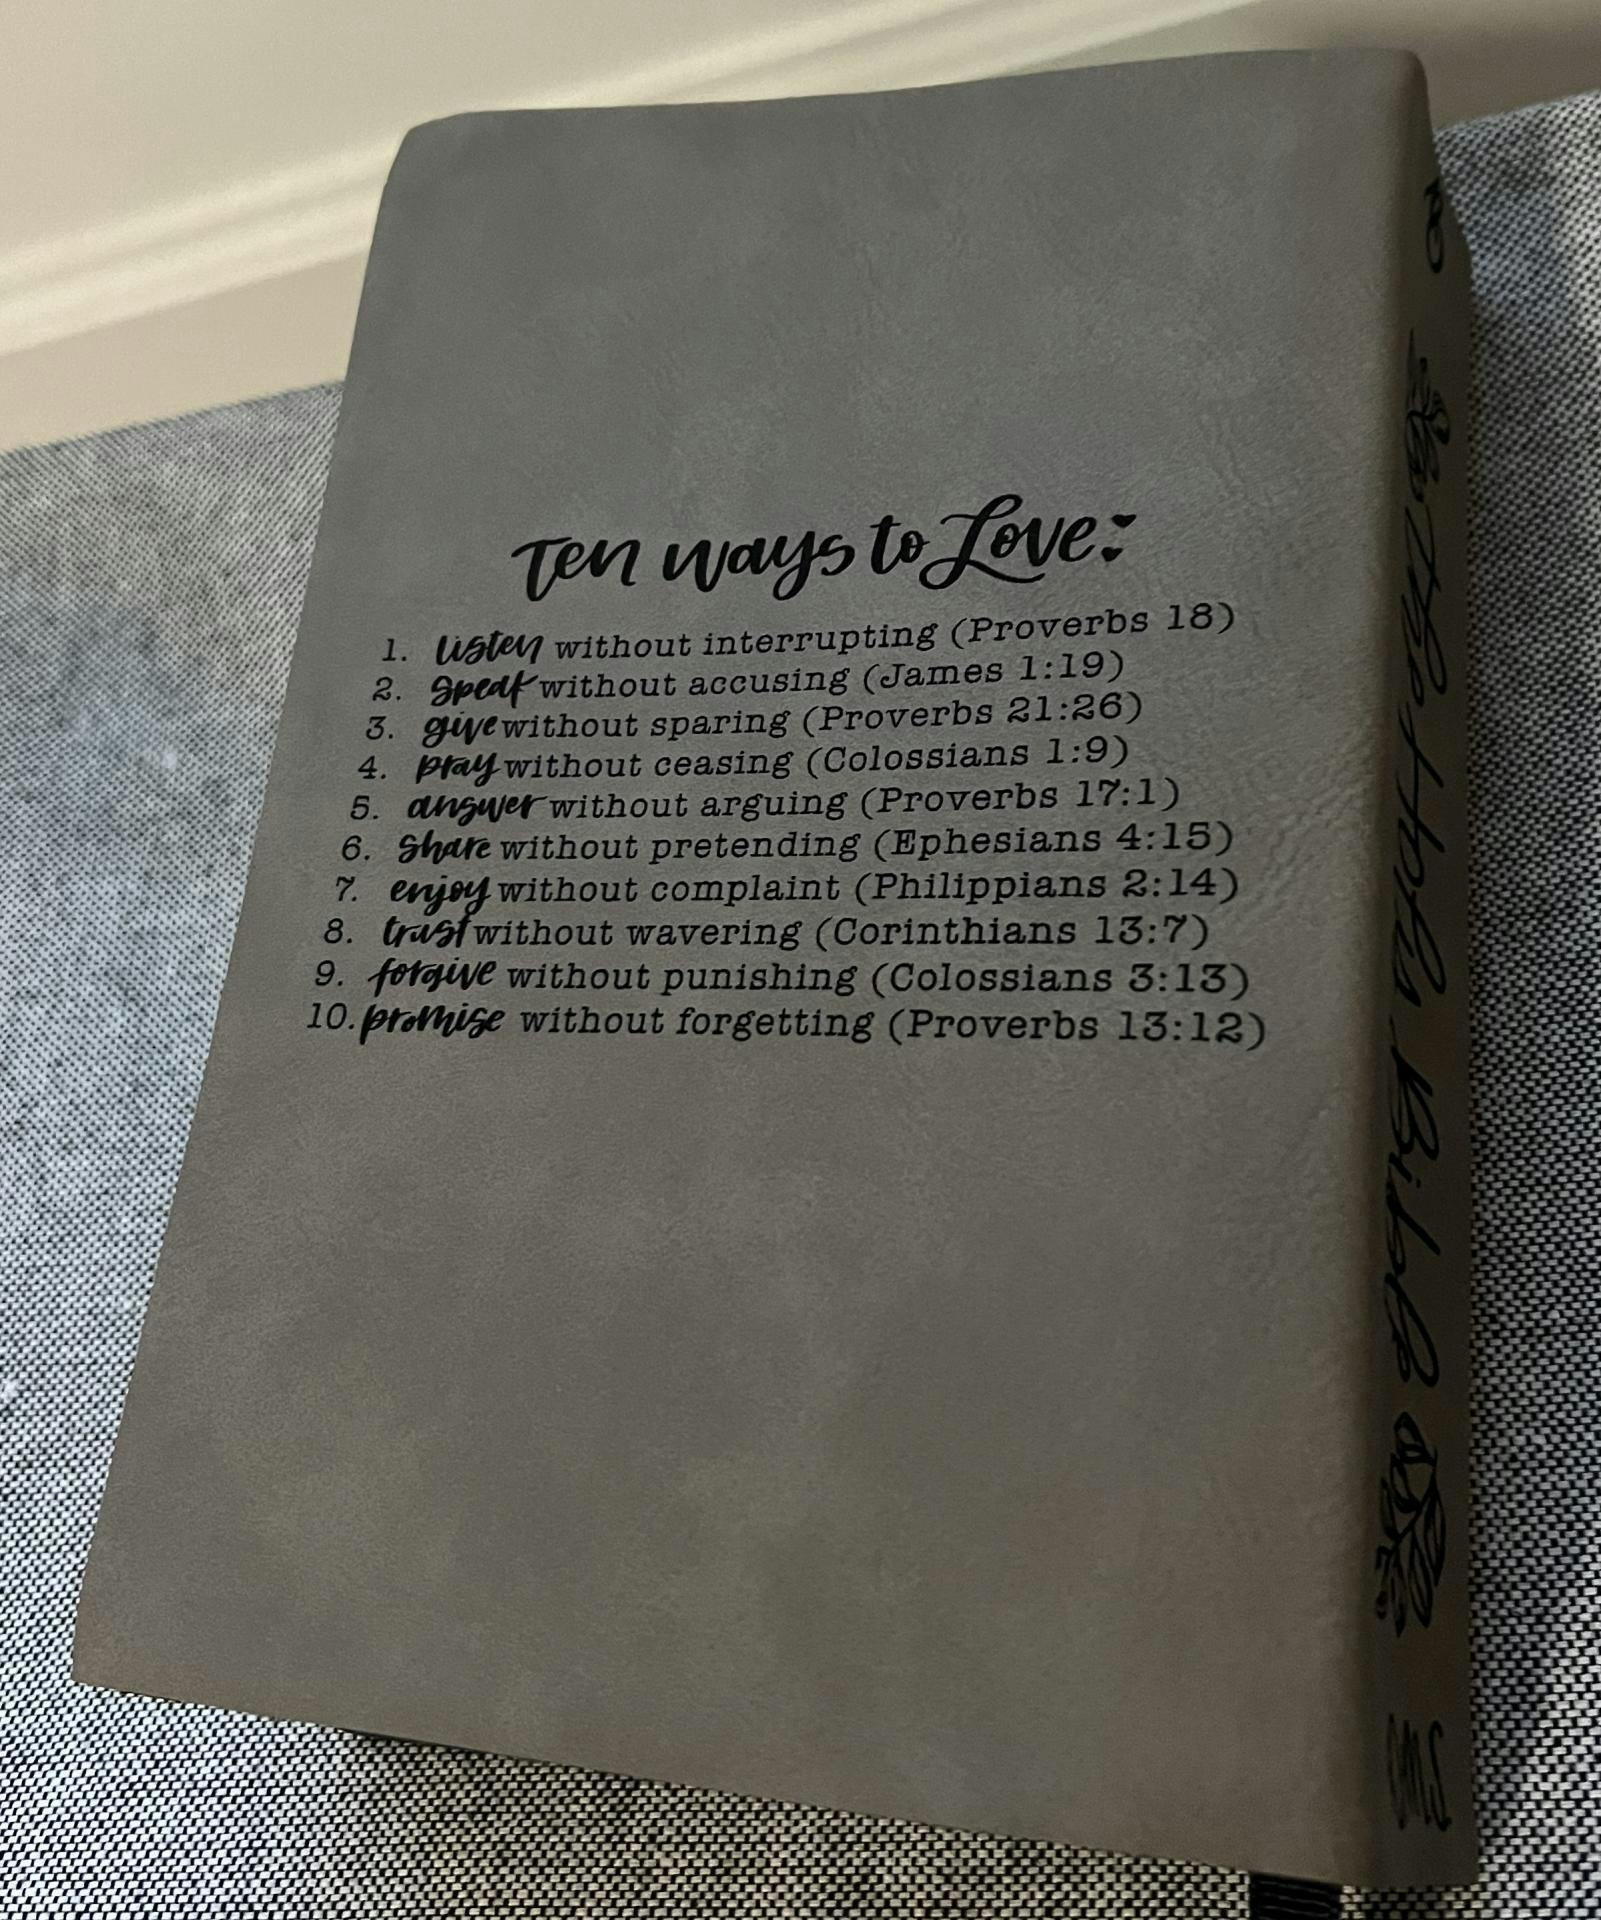 Ten Ways to Love:
1. listen without interrupting (Proverbs 18)
2. speak without accusing (James 1:19)
3. give without sparing (Proverbs 21:26)
4. pray without ceasing (Colossians 1:9)
5. answer without arguing (Proverbs 17:1)
6. share without pretending (Ephesians 4:15)
7. enjoy without complaint (Philippians 2:14)
8. trust without wavering (Corinthians 13:7)
9. forgive without punishing (Colossians 3:13)
10. promise without forgetting (Proverbs 13:12)
The Holy Bible